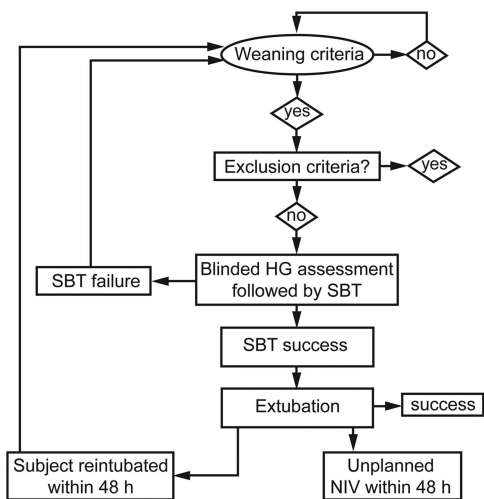 Weaning criteria
no
yes
Exclusion criteria?
yes
no
Blinded HG assessment
followed by SBT
SBT failure
SBT success
Extubation
success
Subject reintubated
within 48 h
Unplanned
NIV within 48 h